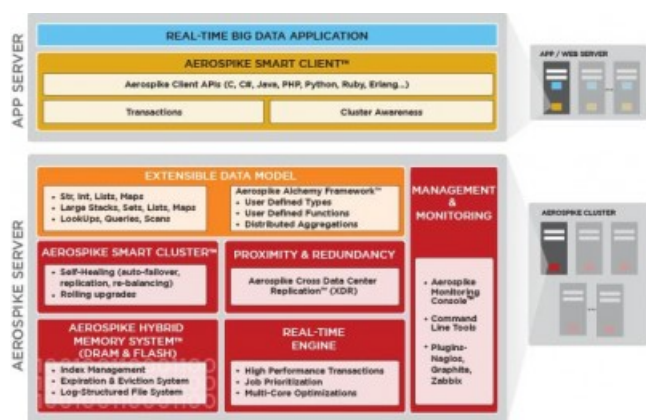 APP SERVER
REAL-TIME BIG DATA APPLICATION
AEROSPIKE SMART CLIENT™
Aerospike Client APIs (C, C#, Java, PHP, Python, Ruby, Erlang...)
Transactions
Cluster Awareness
APP / WEB SERVER
AEROSPIKE SERVER
EXTENSIBLE DATA MODEL
• Str, Int, Lists, Maps
• Large Stacks, Sets, Lists, Maps
• LookUps, Queries, Scans
Aerospike Alchemy Framework™
• User Defined Types
• User Defined Functions
• Distributed Aggregations
MANAGEMENT
&
MONITORING
• Aerospike
Monitoring
Console™
• Command
Line Tools
• Plugins-
Nagios,
Graphite,
Zabbix
AEROSPIKE SMART CLUSTER™
• Self-Healing (auto-failover,
replication, re-balancing)
• Rolling upgrades
PROXIMITY & REDUNDANCY
Aerospike Cross Data Center
Replication™ (XDR)
AEROSPIKE HYBRID
MEMORY SYSTEM™
(DRAM & FLASH)
• Index Management
• Expiration & Eviction System
• Log-Structured File System
REAL-TIME
ENGINE
• High Performance Transactions
• Job Prioritization
• Multi-Core Optimizations
AEROSPIKE CLUSTER